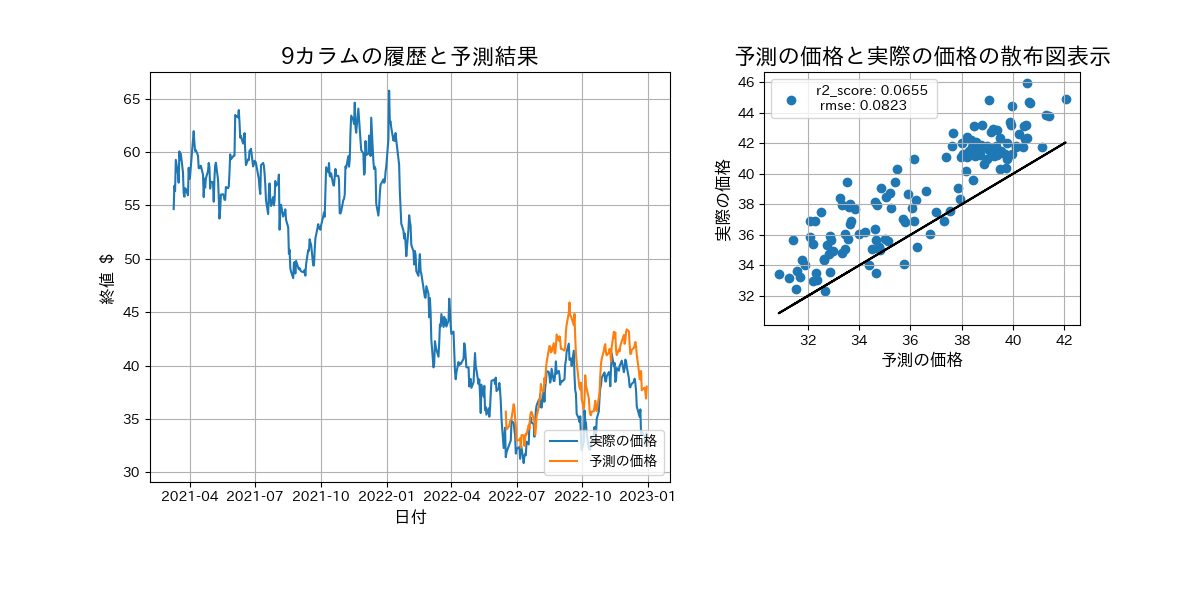 9カラムの履歴と予測結果
65
60
55
50
45
40
35
30
終値 $
2021-04 2021-07 2021-10 2022-01 2022-04 2022-07 2022-10 2023-01
日付
実際の価格
予測の価格
予測の価格と実際の価格の散布図表示
r2_score: 0.0655
rmse: 0.0823
46
44
42
40
38
36
34
32
実際の価格
32 34 36 38 40 42
予測の価格